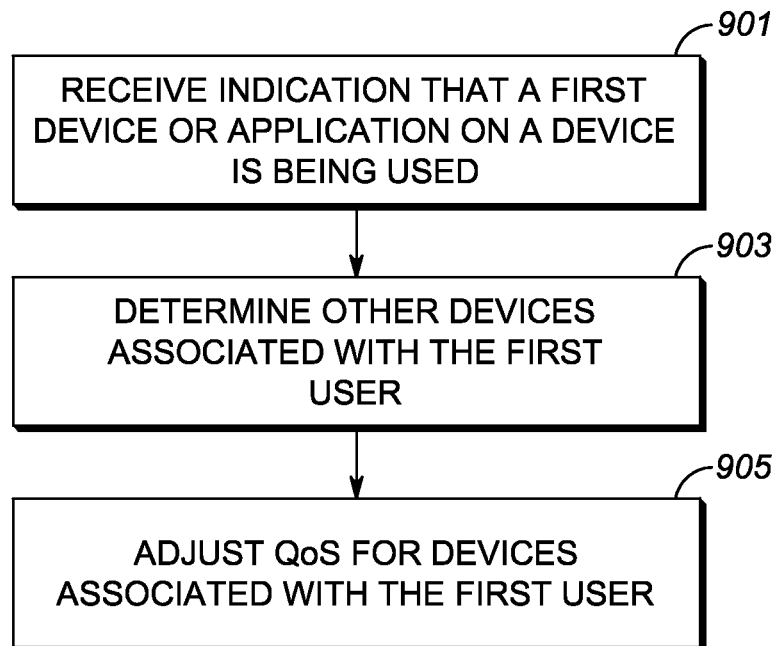 901
RECEIVE INDICATION THAT A FIRST
DEVICE OR APPLICATION ON A DEVICE
IS BEING USED
903
DETERMINE OTHER DEVICES
ASSOCIATED WITH THE FIRST
USER
905
ADJUST QoS FOR DEVICES
ASSOCIATED WITH THE FIRST USER